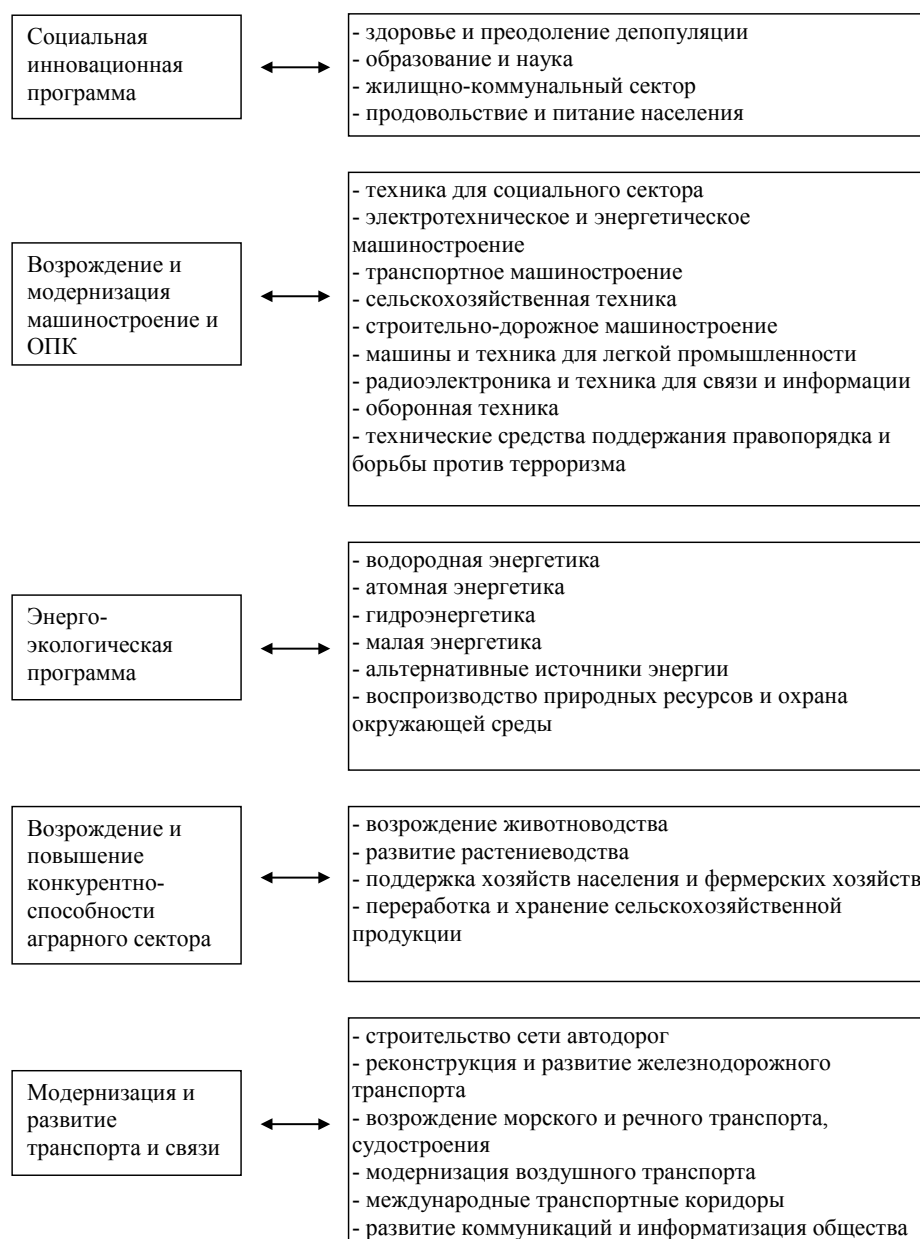 Социальная
инновационная
программа
- здоровье и преодоление депопуляции
- образование и наука
- жилищно-коммунальный сектор
- продовольствие и питание населения
Возрождение и
модернизация
машиностроение и
ОПК
- техника для социального сектора
- электротехническое и энергетическое
машиностроение
- транспортное машиностроение
- сельскохозяйственная техника
- строительно-дорожное машиностроение
- машины и техника для легкой промышленности
- радиоэлектроника и техника для связи и информации
- оборонная техника
- технические средства поддержания правопорядка и
борьбы против терроризма
Энерго-
экологическая
программа
- водородная энергетика
- атомная энергетика
- гидроэнергетика
- малая энергетика
- альтернативные источники энергии
- воспроизводство природных ресурсов и охрана
окружающей среды
Возрождение и
повышение
конкурентно-
способности
аграрного сектора
- возрождение животноводства
- развитие растениеводства
- поддержка хозяйств населения и фермерских хозяйств
- переработка и хранение сельскохозяйственной
продукции
Модернизация и
развитие
транспорта и связи
- строительство сети автодорог
- реконструкция и развитие железнодорожного
транспорта
- возрождение морского и речного транспорта,
судостроения
- модернизация воздушного транспорта
- международные транспортные коридоры
- развитие коммуникаций и информатизация общества